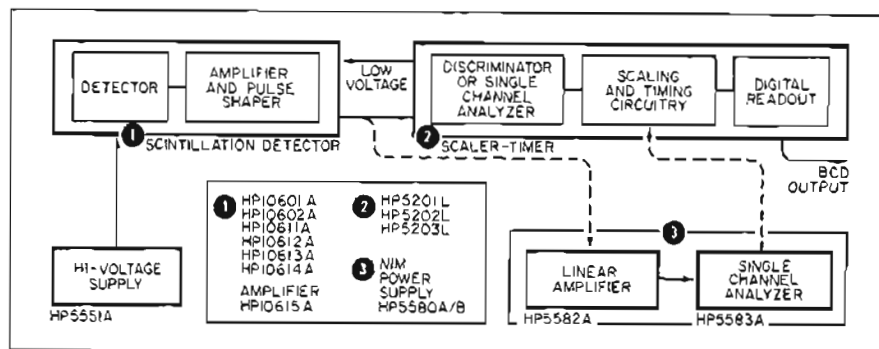 DETECTOR
AMPLIFIER
AND PULSE
SHAPER
LOW
VOLTAGE
DISCRIMINATOR
OR SINGLE
CHANNEL
ANALYZER
SCALING
AND TIMING
CIRCUITRY
DIGITAL
READOUT
1 SCINTILLATION DETECTOR
2 SCALER-TIMER
BCD
OUTPUT
HI-VOLTAGE
SUPPLY
HP5551A
1 HP10601A
HP10602A
HP10611A
HP10612A
HP10613A
HP10614A
AMPLIFIER
HP10615A
2 HP5201L
HP5202L
HP5203L
3 NIM
POWER
SUPPLY
HP5580A/B
3
LINEAR
AMPLIFIER
HP5582A
SINGLE
CHANNEL
ANALYZER
HP5583A